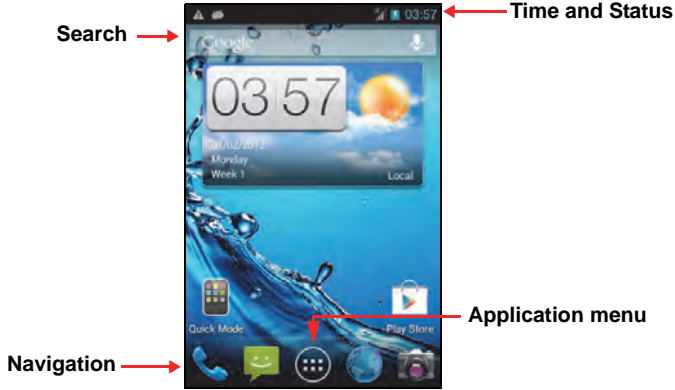 03:57
Time and Status
Search
Google
03 57
01/02/2012
Monday
Week 1
Local
Quick Mode
Play Store
Application menu
Navigation